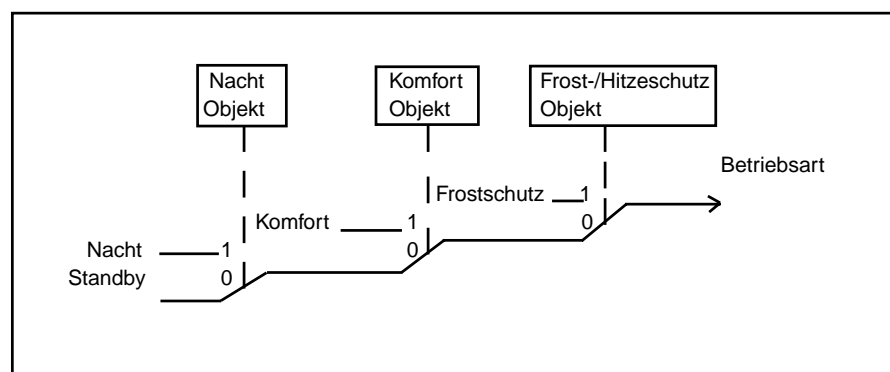 Nacht
Objekt
Komfort
Objekt
Frost-/Hitzeschutz
Objekt
Betriebsart
Frostschutz 1
0
Komfort 1
0
Nacht 1
Standby 0